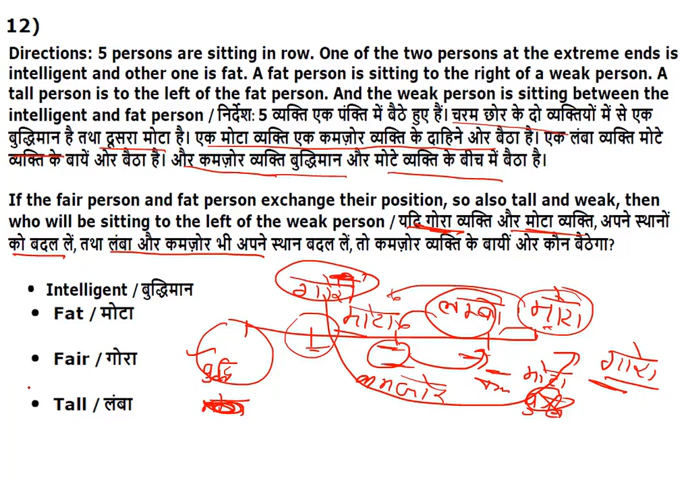 12)
Directions: 5 persons are sitting in row. One of the two persons at the extreme ends is
intelligent and other one is fat. A fat person is sitting to the right of a weak person. A
tall person is to the left of the fat person. And the weak person is sitting between the
intelligent and fat person / निर्देश: 5 व्यक्ति एक पंक्ति में बैठे हुए हैं। चरम छोर के दो व्यक्तियों में से एक
बुद्धिमान है तथा दूसरा मोटा है। एक मोटा व्यक्ति एक कमज़ोर व्यक्ति के दाहिने ओर बैठा है। एक लंबा व्यक्ति मोटे
व्यक्ति के बायें ओर बैठा है। और कमज़ोर व्यक्ति बुद्धिमान और मोटे व्यक्ति के बीच में बैठा है।
If the fair person and fat person exchange their position, so also tall and weak, then
who will be sitting to the left of the weak person / यदि गोरा व्यक्ति और मोटा व्यक्ति, अपने स्थानों
को बदल लें, तथा लंबा और कमज़ोर भी अपने स्थान बदल लें, तो कमज़ोर व्यक्ति के बायीं ओर कौन बैठेगा?
• Intelligent / बुद्धिमान
• Fat / मोटा
• Fair / गोरा
• Tall / लंबा
मोटा
कमजोर
गोरा